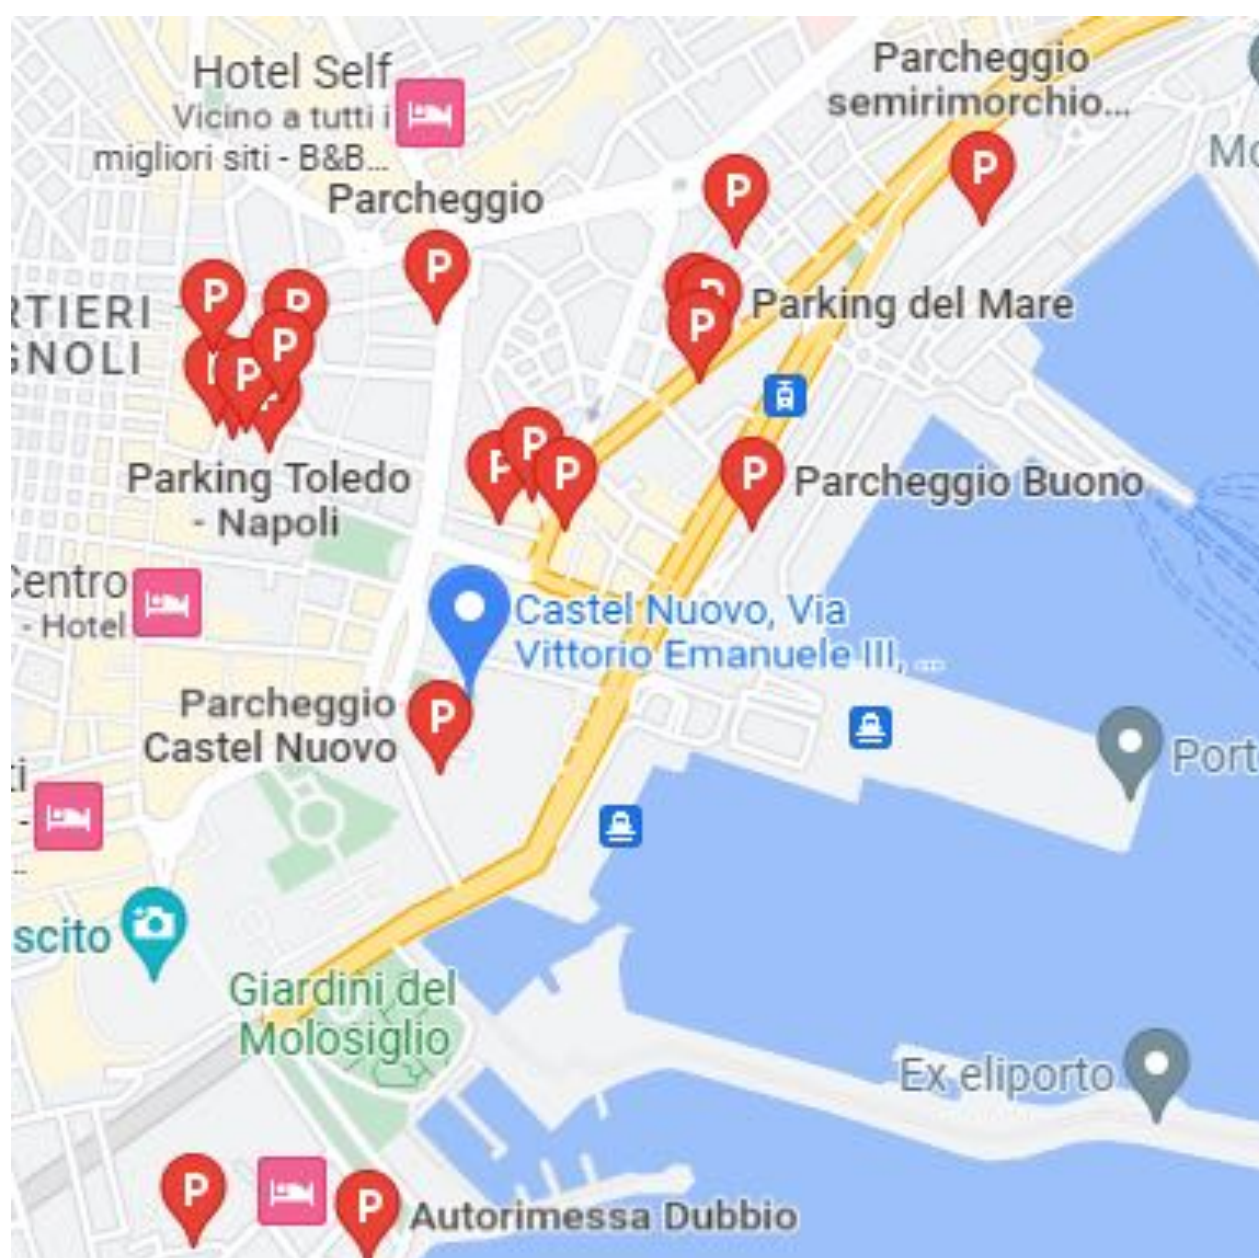 Hotel Self
Vicino a tutti i
migliori siti - B&B...
Parcheggio
semirimorchio...
Parcheggio
RTIERI
GNOLI
Parking del Mare
Parking Toledo
- Napoli
Parcheggio Buono
Centro
- Hotel
Castel Nuovo, Via
Vittorio Emanuele III, ...
Parcheggio
Castel Nuovo
Port
ti
scito
Giardini del
Molosiglio
Ex eliporto
Autorimessa Dubbio